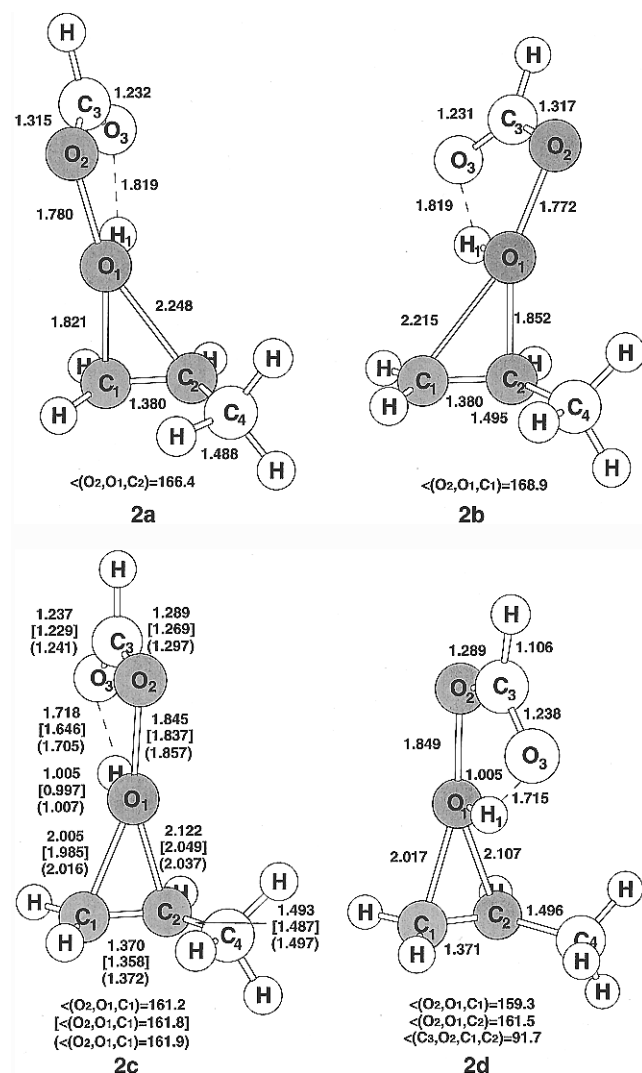 H
H
1.232
C3
1.315
O3
O2
1.819
1.780
H1
O1
2.248
1.821
H
H
H
C1
C2
1.380
H
C4
H
1.488
H
<(O2,O1,C2)=166.4
2a
1.231
1.317
C3
O3
O2
1.819
1.772
H1
O1
2.215
1.852
H
H
H
C1
C2
H
1.380
C4
H
1.495
H
<(O2,O1,C1)=168.9
2b
H
H
1.237
[1.229]
(1.241)
1.289
[1.269]
(1.297)
C3
O3
O2
1.718
[1.646]
(1.705)
1.845
[1.837]
(1.857)
1.005
[0.997]
(1.007)
H
O1
2.005
[1.985]
(2.016)
2.122
[2.049]
(2.037)
H
H
H
C1
C2
1.493
[1.487]
(1.497)
H
H
C4
H
1.370
[1.358]
(1.372)
<(O2,O1,C1)=161.2
[<(O2,O1,C1)=161.8]
(<(O2,O1,C1)=161.9)
2c
1.289
1.106
O2
C3
1.238
1.849
O3
1.005
O1
H1
1.715
2.017
2.107
H
H
H
C1
C2
1.496
C4
H
H
1.371
H
<(O2,O1,C1)=159.3
<(O2,O1,C2)=161.5
<(C3,O2,C1,C2)=91.7
2d